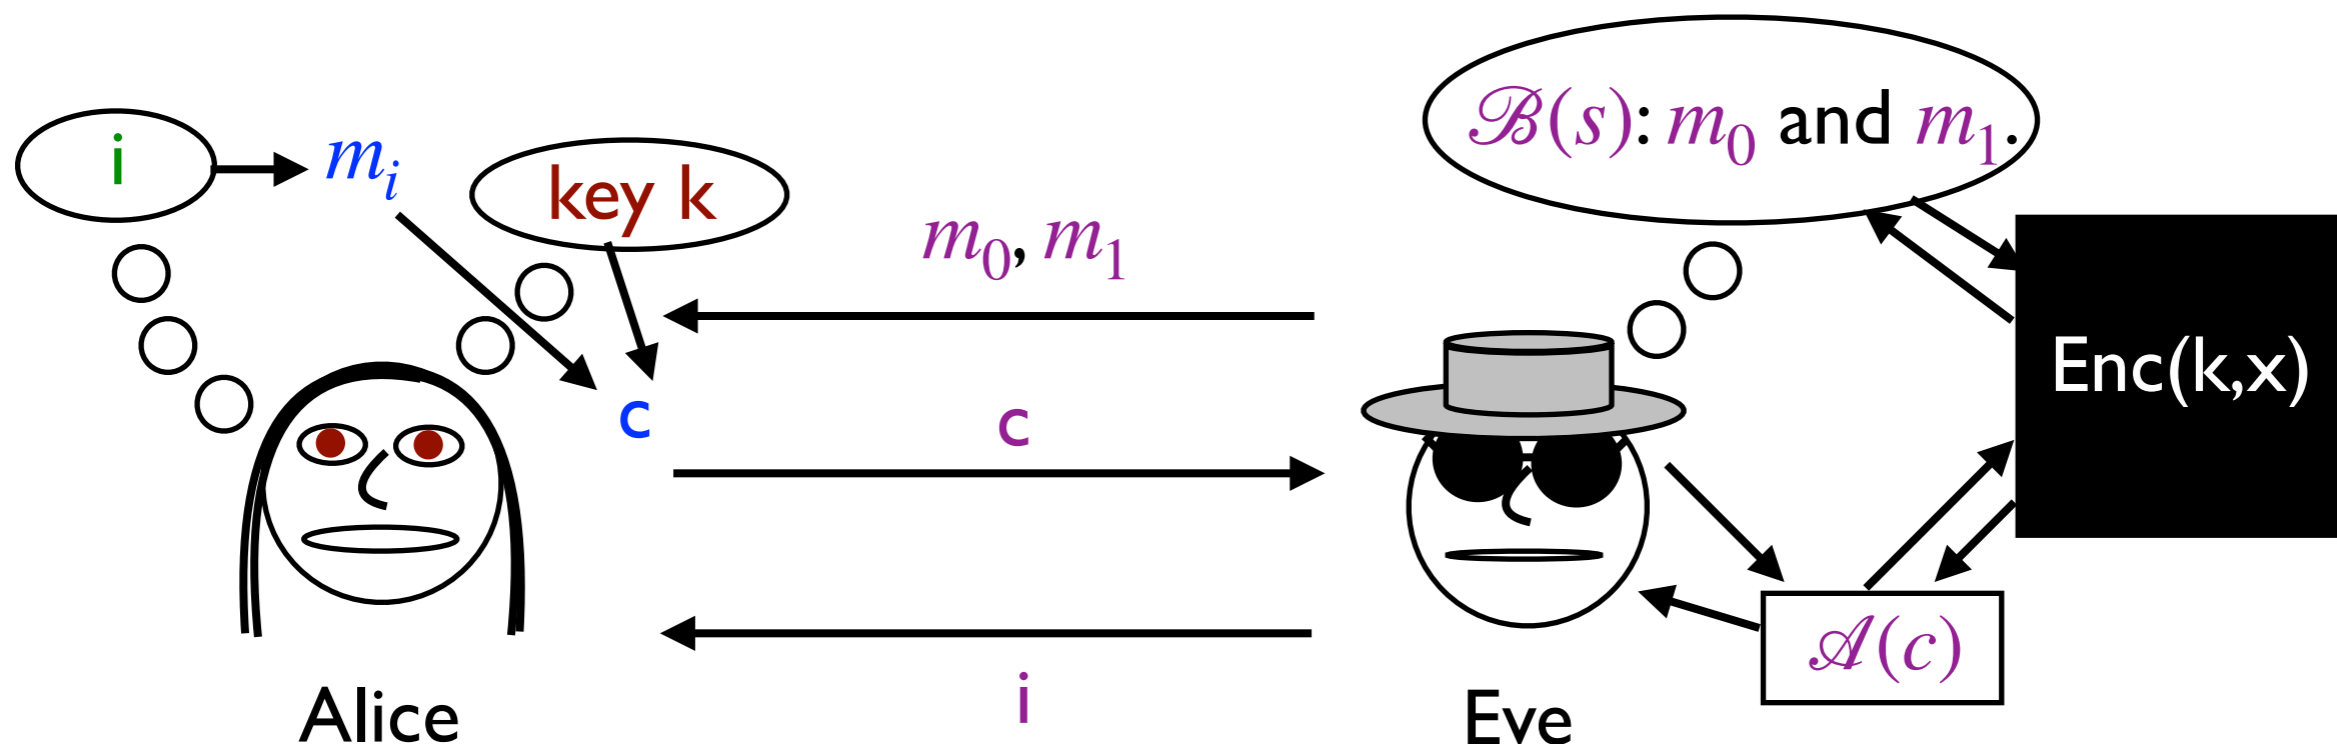 i
m_i
key k
m_0, m_1
ℬ(s): m_0 and m_1.
Enc(k,x)
c
c
𝒜(c)
i
Alice
Eve